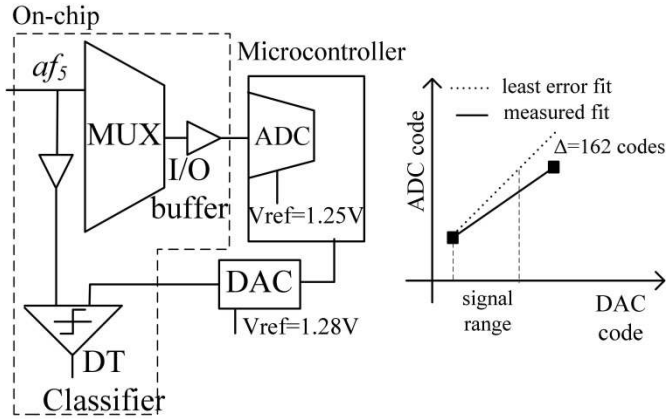 On-chip
af5
MUX
I/O
buffer
Microcontroller
ADC
Vref=1.25V
DAC
Vref=1.28V
DT
Classifier
least error fit
measured fit
Δ=162 codes
ADC code
signal
range
DAC
code